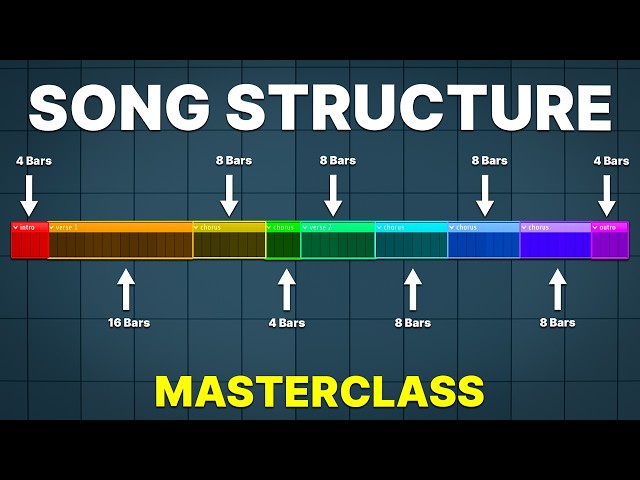 SONG STRUCTURE
4 Bars 8 Bars 8 Bars 8 Bars 4 Bars
intro verse 1 chorus chorus verse 2 chorus chorus chorus outro
16 Bars 4 Bars 8 Bars 8 Bars
MASTERCLASS